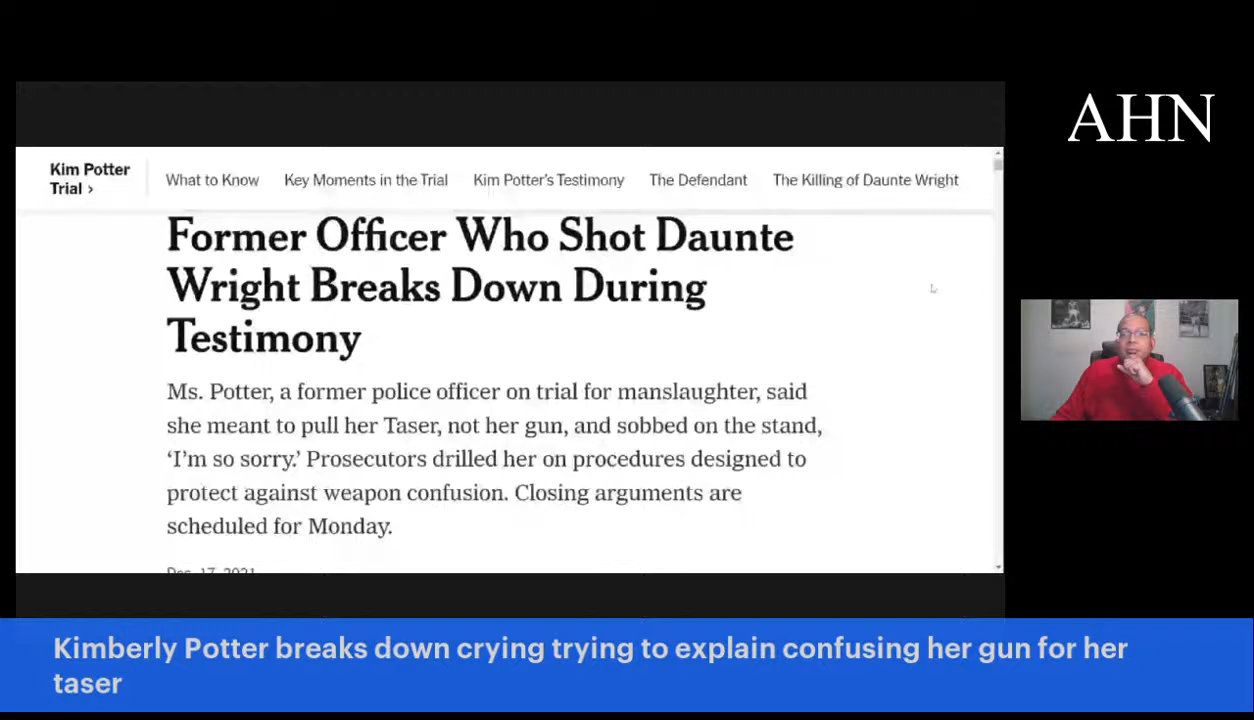 AHN
Kim Potter
Trial ›
What to Know
Key Moments in the Trial
Kim Potter's Testimony
The Defendant
The Killing of Daunte Wright
Former Officer Who Shot Daunte
Wright Breaks Down During
Testimony
Ms. Potter, a former police officer on trial for manslaughter, said
she meant to pull her Taser, not her gun, and sobbed on the stand,
‘I'm so sorry.’ Prosecutors drilled her on procedures designed to
protect against weapon confusion. Closing arguments are
scheduled for Monday.
Dec. 17, 2021
Kimberly Potter breaks down crying trying to explain confusing her gun for her
taser